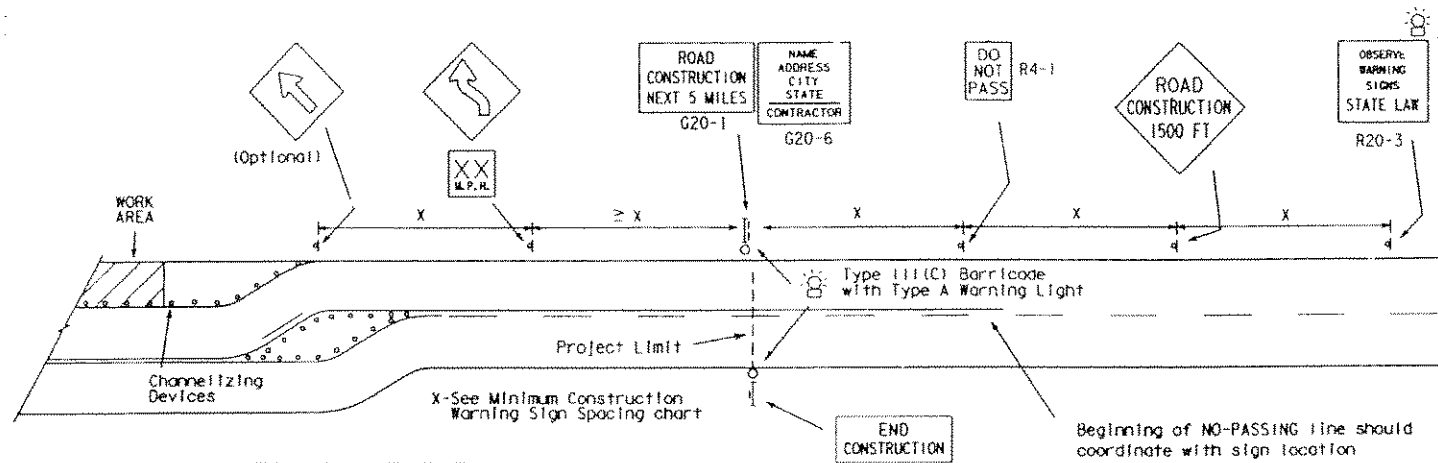 (Optional)
XX
M.P.H.
ROAD
CONSTRUCTION
NEXT 5 MILES
G20-1
NAME
ADDRESS
CITY
STATE
CONTRACTOR
G20-6
DO
NOT
PASS
R4-1
ROAD
CONSTRUCTION
1500 FT
OBSERVE
WARNING
SIGNS
STATE LAW
R20-3
WORK
AREA
X
≥ X
X
X
X
Type III(C) Barricade
with Type A Warning Light
Project Limit
Channelizing
Devices
X-See Minimum Construction
Warning Sign Spacing chart
END
CONSTRUCTION
Beginning of NO-PASSING line should
coordinate with sign location